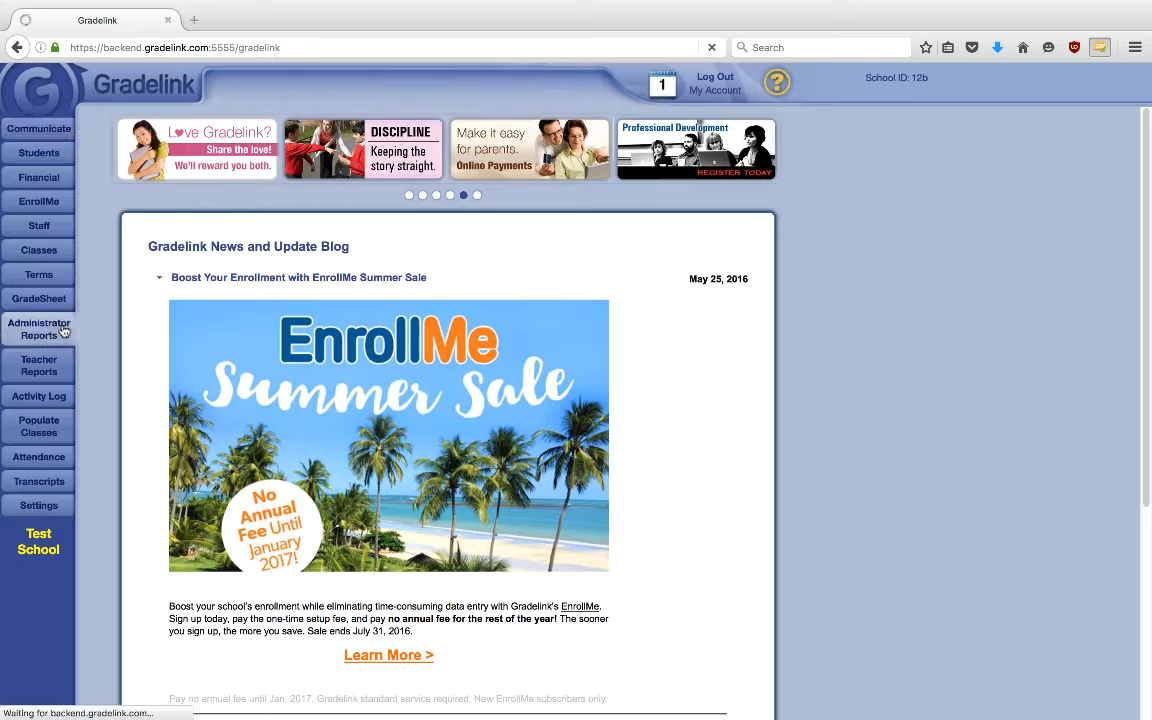 Gradelink
https://backend.gradelink.com:5555/gradelink
Search
G Gradelink
1
Log Out
My Account
?
School ID: 12b
Communicate
Students
Financial
EnrollMe
Staff
Classes
Terms
GradeSheet
Administrator
Reports
Teacher
Reports
Activity Log
Populate
Classes
Attendance
Transcripts
Settings
Test
School
Love Gradelink?
Share the love!
We'll reward you both.
DISCIPLINE
Keeping the
story straight.
Make it easy
for parents.
Online Payments
Professional Development
REGISTER TODAY
Gradelink News and Update Blog
Boost Your Enrollment with EnrollMe Summer Sale
May 25, 2016
EnrollMe
Summer Sale
No
Annual
Fee Until
January
2017!
Boost your school's enrollment while eliminating time-consuming data entry with Gradelink's EnrollMe.
Sign up today, pay the one-time setup fee, and pay no annual fee for the rest of the year! The sooner
you sign up, the more you save. Sale ends July 31, 2016.
Learn More >
Pay no annual fee until Jan. 2017. Gradelink standard service required. New EnrollMe subscribers only.
Waiting for backend.gradelink.com...